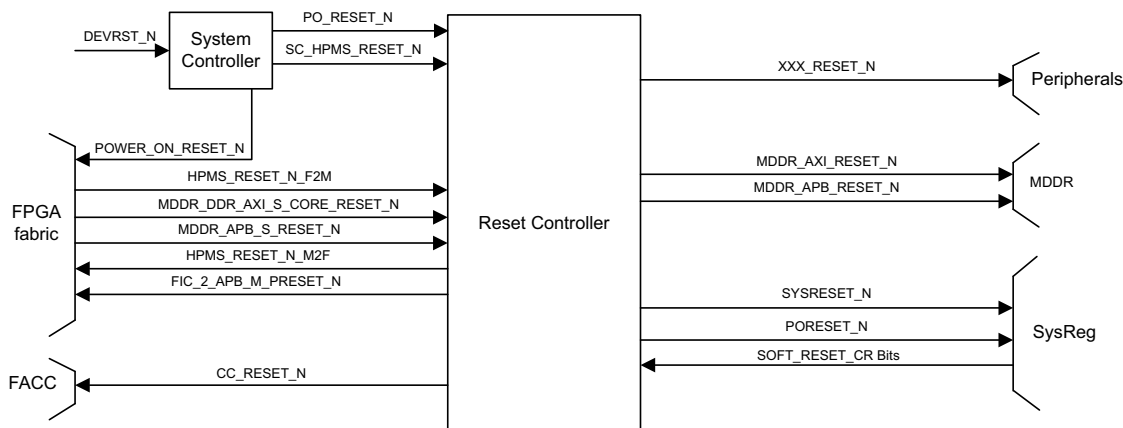 PO_RESET_N
DEVRST_N
System
Controller
SC_HPMS_RESET_N
XXX_RESET_N
Peripherals
POWER_ON_RESET_N
HPMS_RESET_N_F2M
MDDR_DDR_AXI_S_CORE_RESET_N
MDDR_APB_S_RESET_N
HPMS_RESET_N_M2F
FIC_2_APB_M_PRESET_N
FPGA
fabric
Reset Controller
MDDR_AXI_RESET_N
MDDR_APB_RESET_N
MDDR
SYSRESET_N
PORESET_N
SOFT_RESET_CR Bits
SysReg
FACC
CC_RESET_N